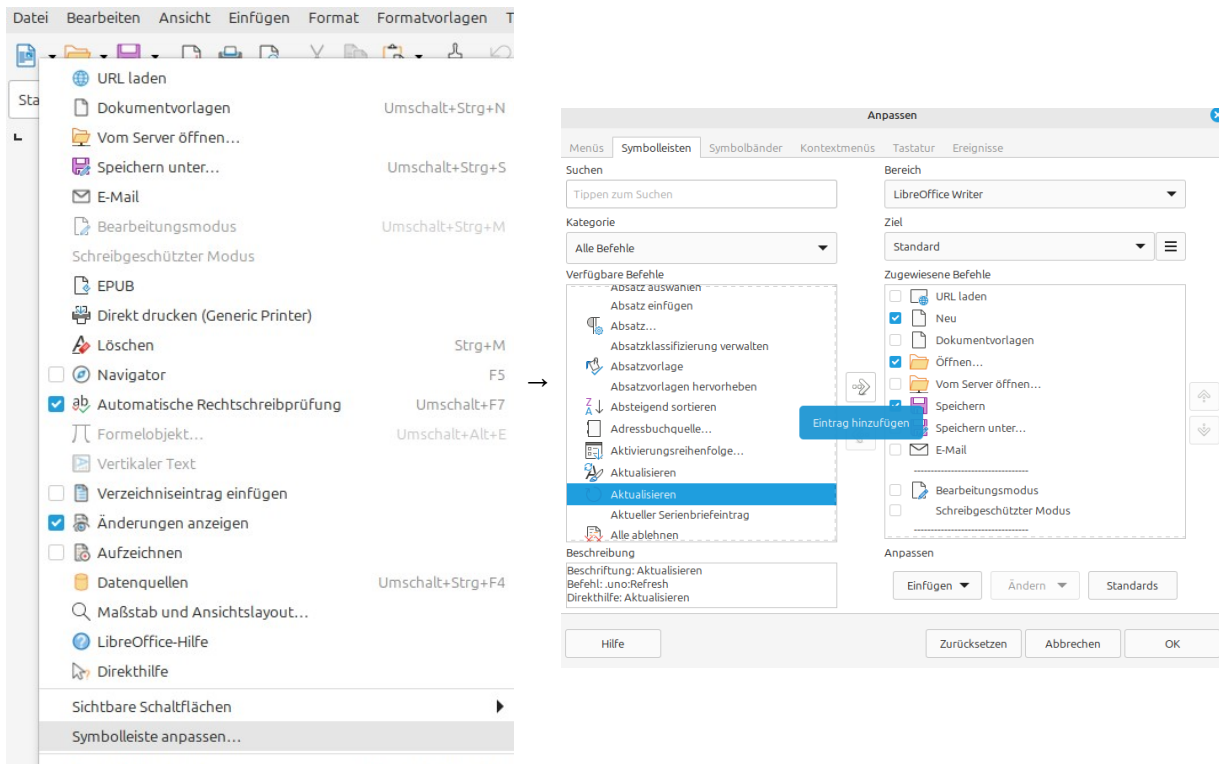 Datei Bearbeiten Ansicht Einfügen Format Formatvorlagen
URL laden
Dokumentvorlagen Umschalt+Strg+N
Vom Server öffnen…
Speichern unter… Umschalt+Strg+S
E-Mail
Bearbeitungsmodus Umschalt+Strg+M
Schreibgeschützter Modus
EPUB
Direkt drucken (Generic Printer)
Löschen Strg+M
Navigator F5
Automatische Rechtschreibprüfung Umschalt+F7
Formelobjekt… Umschalt+Alt+E
Vertikaler Text
Verzeichniseintrag einfügen
Änderungen anzeigen
Aufzeichnen
Datenquellen Umschalt+Strg+F4
Maßstab und Ansichtslayout…
LibreOffice-Hilfe
Direkthilfe
Sichtbare Schaltflächen
Symbolleiste anpassen…
→
Anpassen
Menüs Symbolleisten Symbolbänder Kontextmenüs Tastatur Ereignisse
Suchen
Tippen zum Suchen
Kategorie
Alle Befehle
Verfügbare Befehle
Absatz auswählen
Absatz einfügen
Absatz…
Absatzklassifizierung verwalten
Absatzvorlage
Absatzvorlagen hervorheben
Absteigend sortieren
Adressbuchquelle…
Aktivierungsreihenfolge…
Aktualisieren
Aktualisieren
Aktueller Serienbriefeintrag
Alle ablehnen
Beschreibung
Beschriftung: Aktualisieren
Befehl: .uno:Refresh
Direkthilfe: Aktualisieren
Eintrag hinzufügen
Bereich
LibreOffice Writer
Ziel
Standard
Zugewiesene Befehle
URL laden
Neu
Dokumentvorlagen
Öffnen…
Vom Server öffnen…
Speichern
Speichern unter…
E-Mail
----------------------------------
Bearbeitungsmodus
Schreibgeschützter Modus
----------------------------------
Anpassen
Einfügen Ändern Standards
Hilfe Zurücksetzen Abbrechen OK